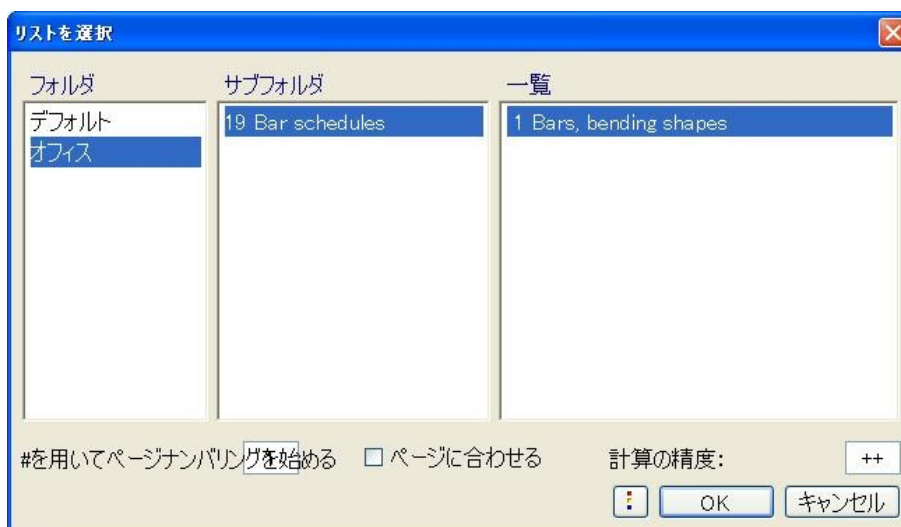 リストを選択
フォルダ
サブフォルダ
一覧
デフォルト
オフィス
19 Bar schedules
1 Bars, bending shapes
#を用いてページナンバリングを始める
ページに合わせる
計算の精度:
++
OK
キャンセル